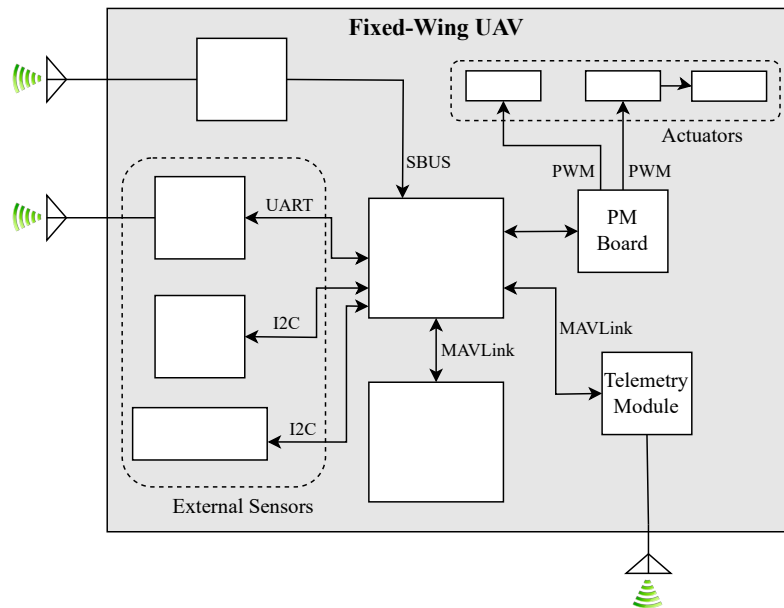 Fixed-Wing UAV
Actuators
SBUS
PWM
PWM
UART
PM
Board
I2C
MAVLink
MAVLink
Telemetry
Module
I2C
External Sensors